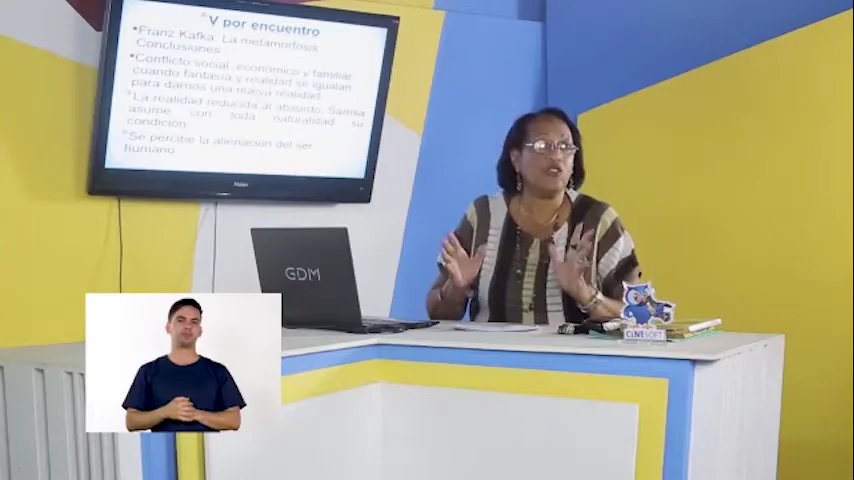 *V por encuentro
•Franz Kafka. La metamorfosis
Conclusiones
•Conflicto social, económico y familiar
cuando fantasía y realidad se igualan
para darnos una nueva realidad
*La realidad reducida al absurdo. Samsa
asume con toda naturalidad su
condición
*Se percibe la alienación del ser
humano
Haier
GDM
CINESOFT